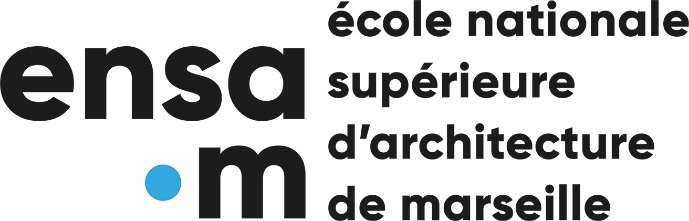 ensa
•m
école nationale
supérieure
d'architecture
de marseille